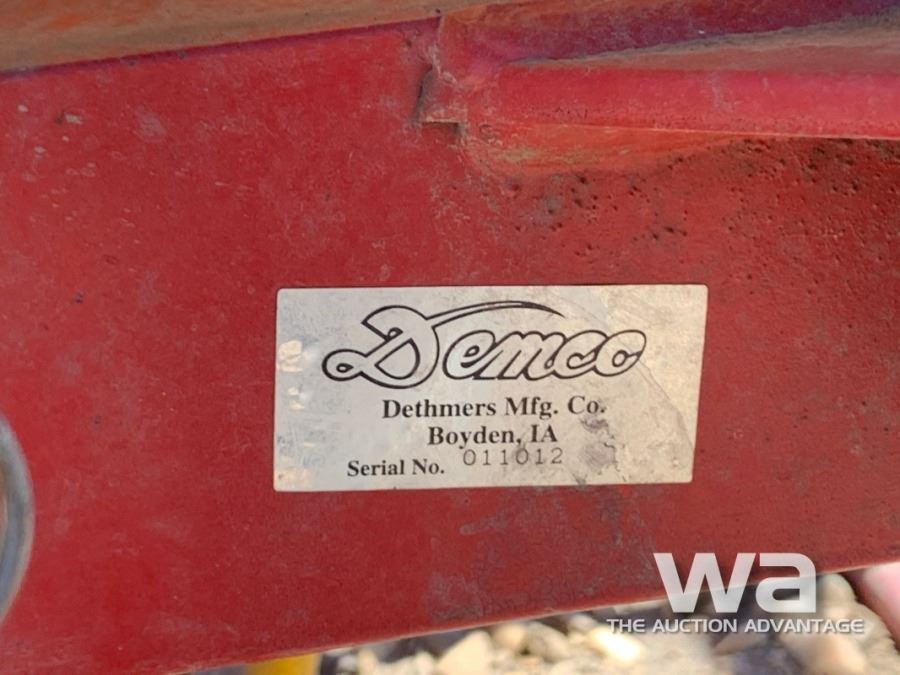 Demco
Dethmers Mfg. Co.
Boyden, IA
Serial No. 011012
wa
THE AUCTION ADVANTAGE